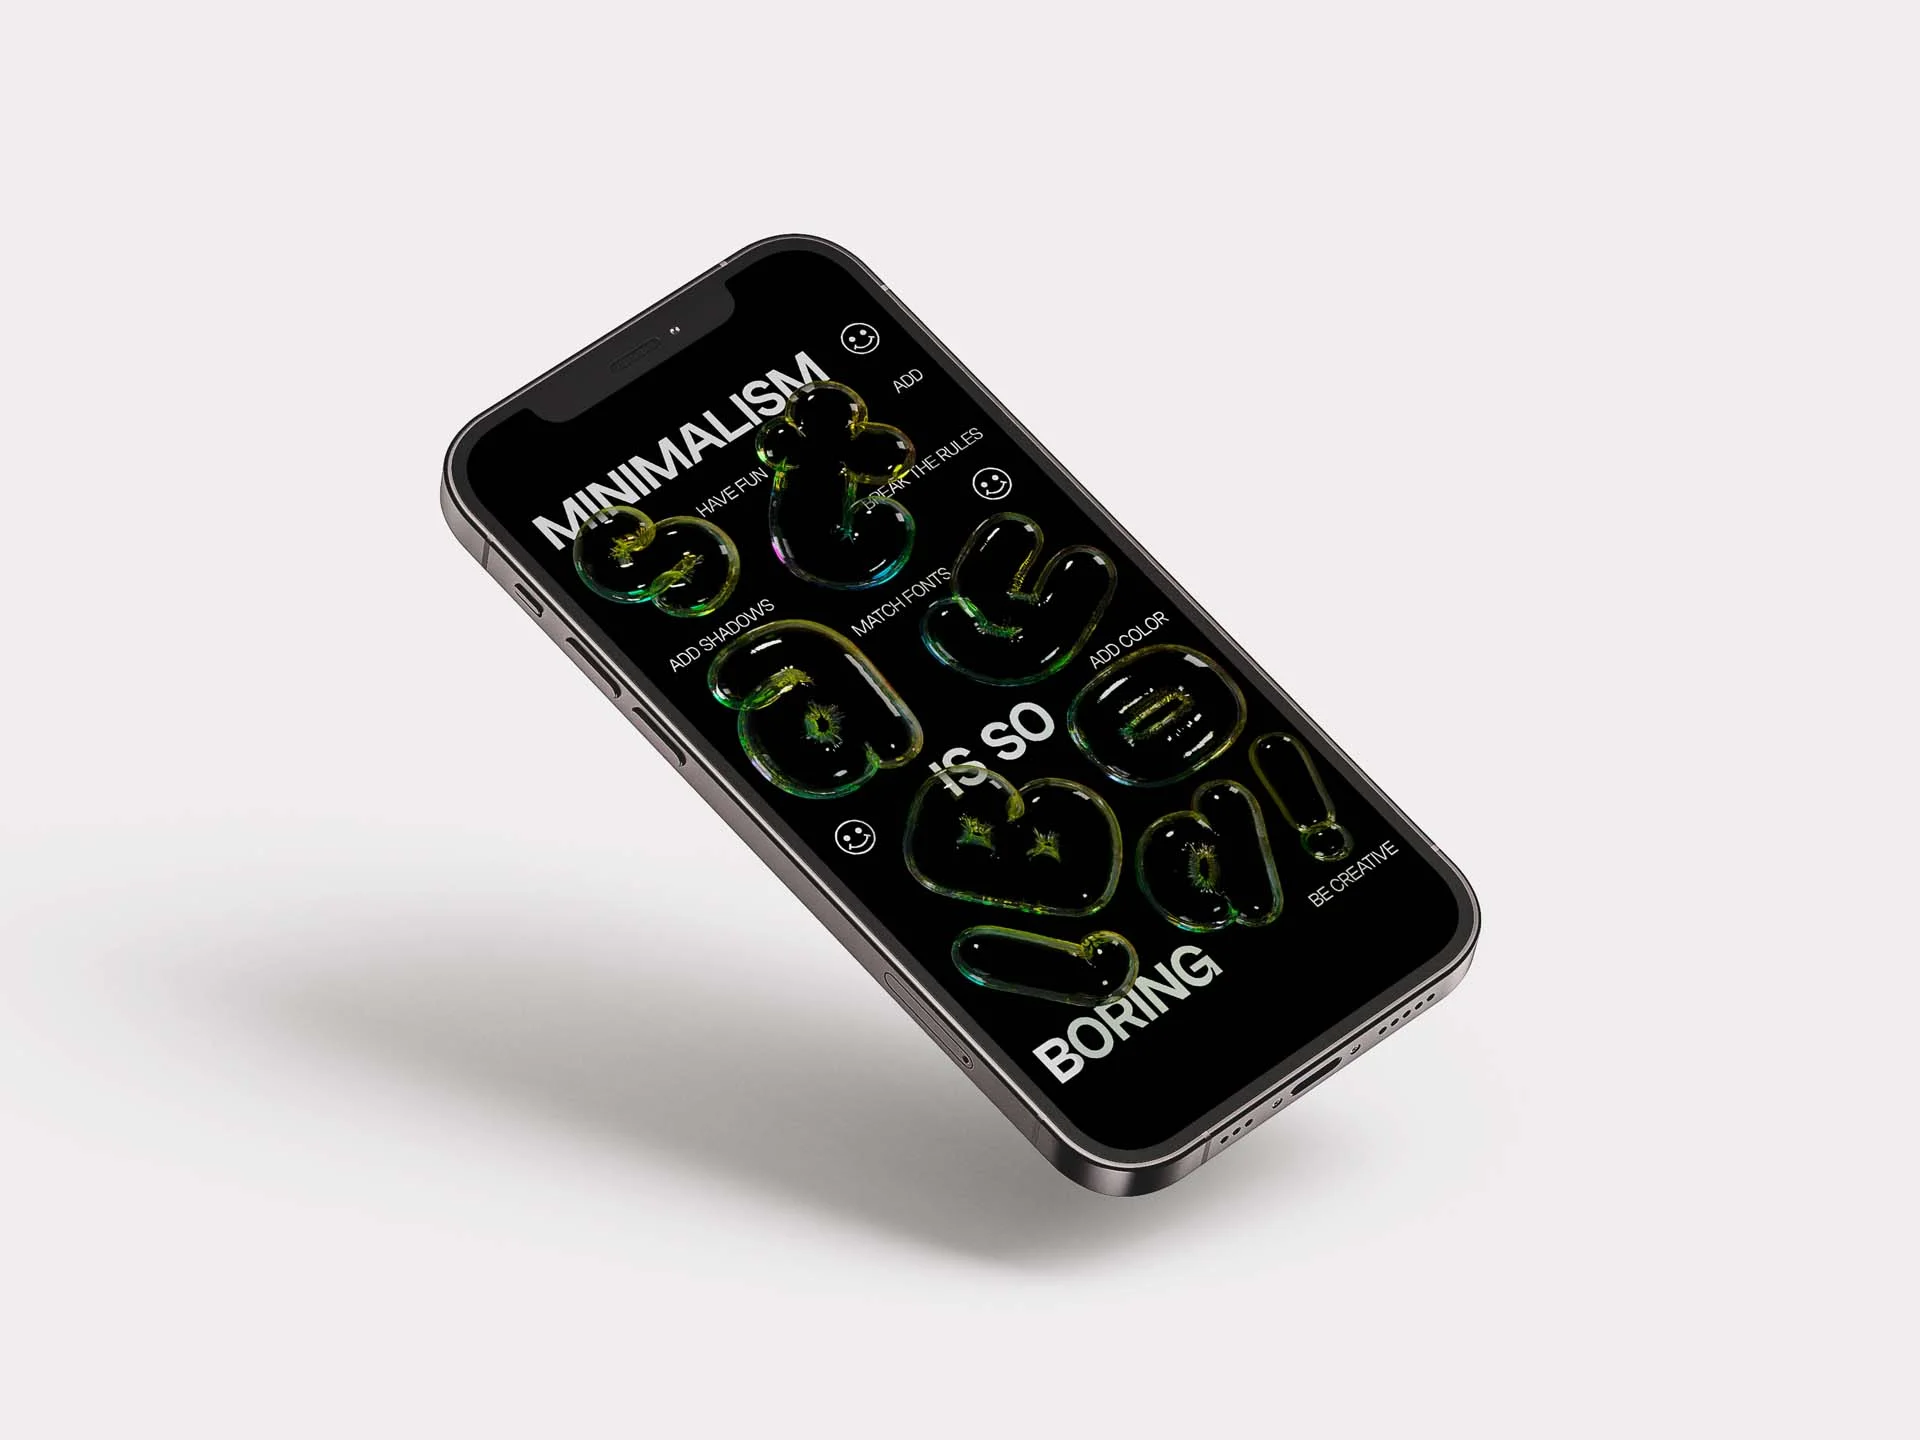 MINIMALISM
ADD
HAVE FUN
BREAK THE RULES
ADD SHADOWS
MATCH FONTS
ADD COLOR
IS SO
BE CREATIVE
BORING